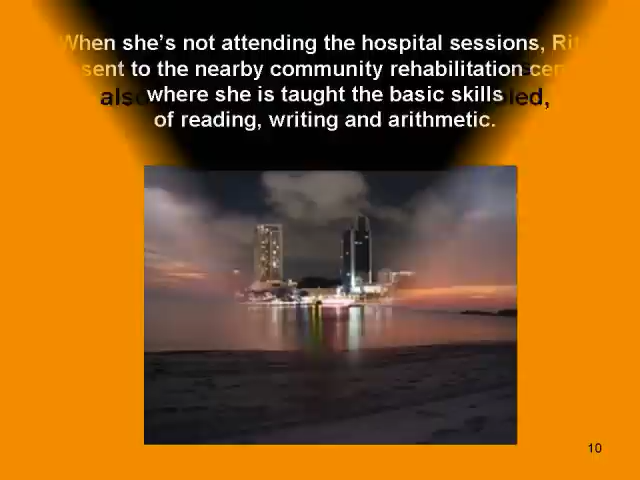 When she's not attending the hospital sessions, Rit
sent to the nearby community rehabilitation cen
where she is taught the basic skills
of reading, writing and arithmetic.
10